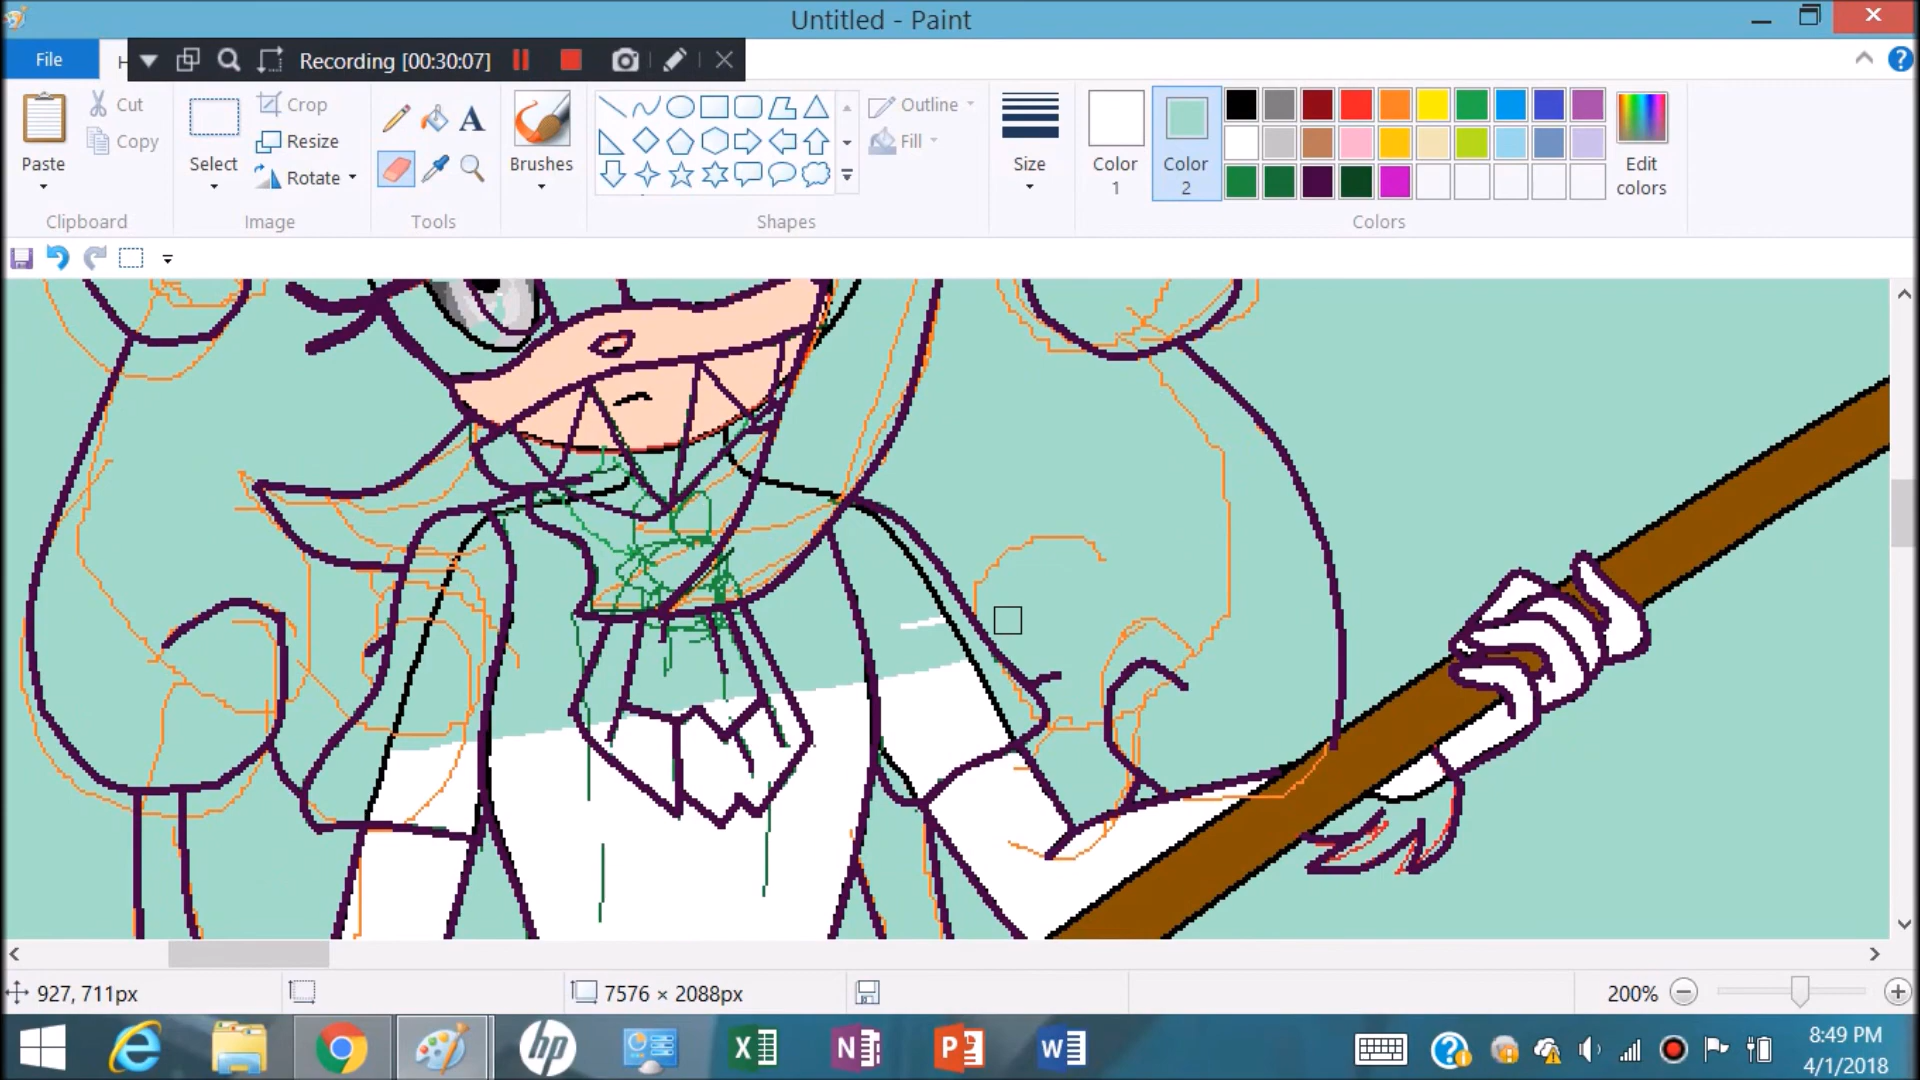 Untitled - Paint
File
H
Recording [00:30:07]
Cut
Copy
Paste
Clipboard
Crop
Resize
Rotate
Select
Image
A
Tools
Brushes
Outline
Fill
Shapes
Size
Color 1
Color 2
Edit colors
Colors
927, 711px
7576 × 2088px
200%
hp
X
N
P
W
8:49 PM
4/1/2018